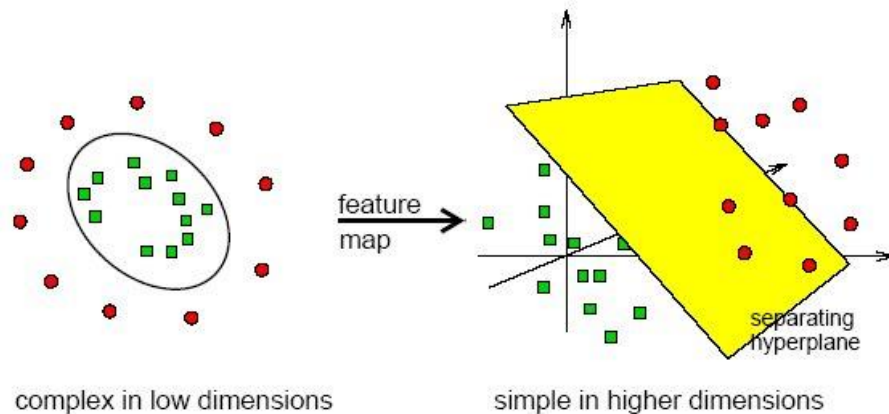 feature
map
separating
hyperplane
complex in low dimensions
simple in higher dimensions